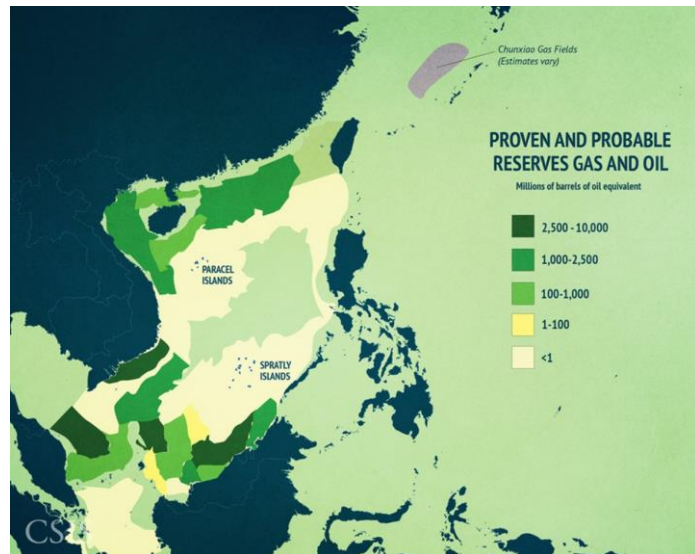 Chunxiao Gas Fields
(Estimates vary)
PROVEN AND PROBABLE
RESERVES GAS AND OIL
Millions of barrels of oil equivalent
2,500 - 10,000
1,000-2,500
100-1,000
1-100
<1
PARACEL
ISLANDS
SPRATLY
ISLANDS